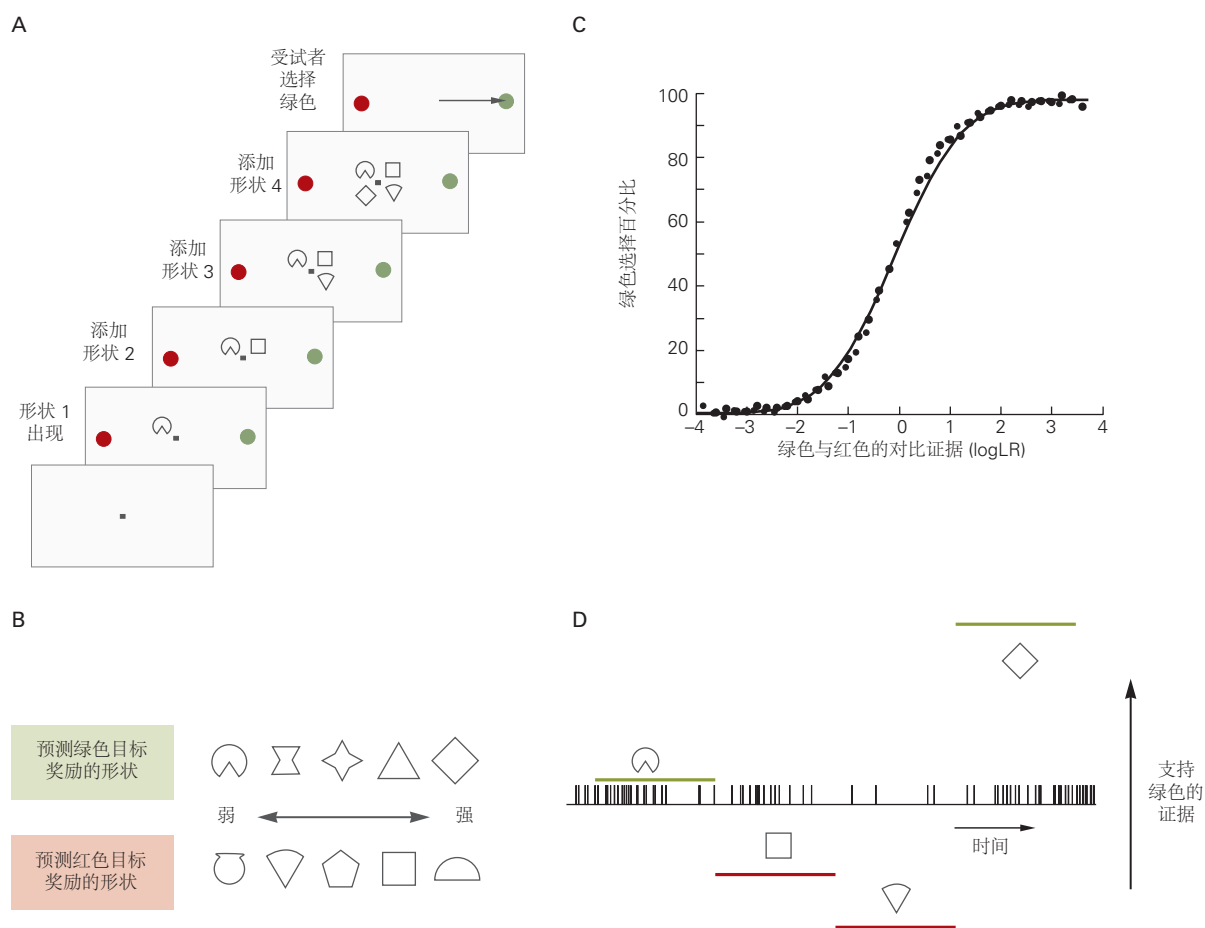 A
受试者
选择
绿色
添加
形状 4
添加
形状 3
添加
形状 2
形状 1
出现
C
绿色选择百分比
100
80
60
40
20
0
–4
–3
–2
–1
0
1
2
3
4
绿色与红色的对比证据 (logLR)
B
预测绿色目标
奖励的形状
弱
强
预测红色目标
奖励的形状
D
时间
支持
绿色的
证据